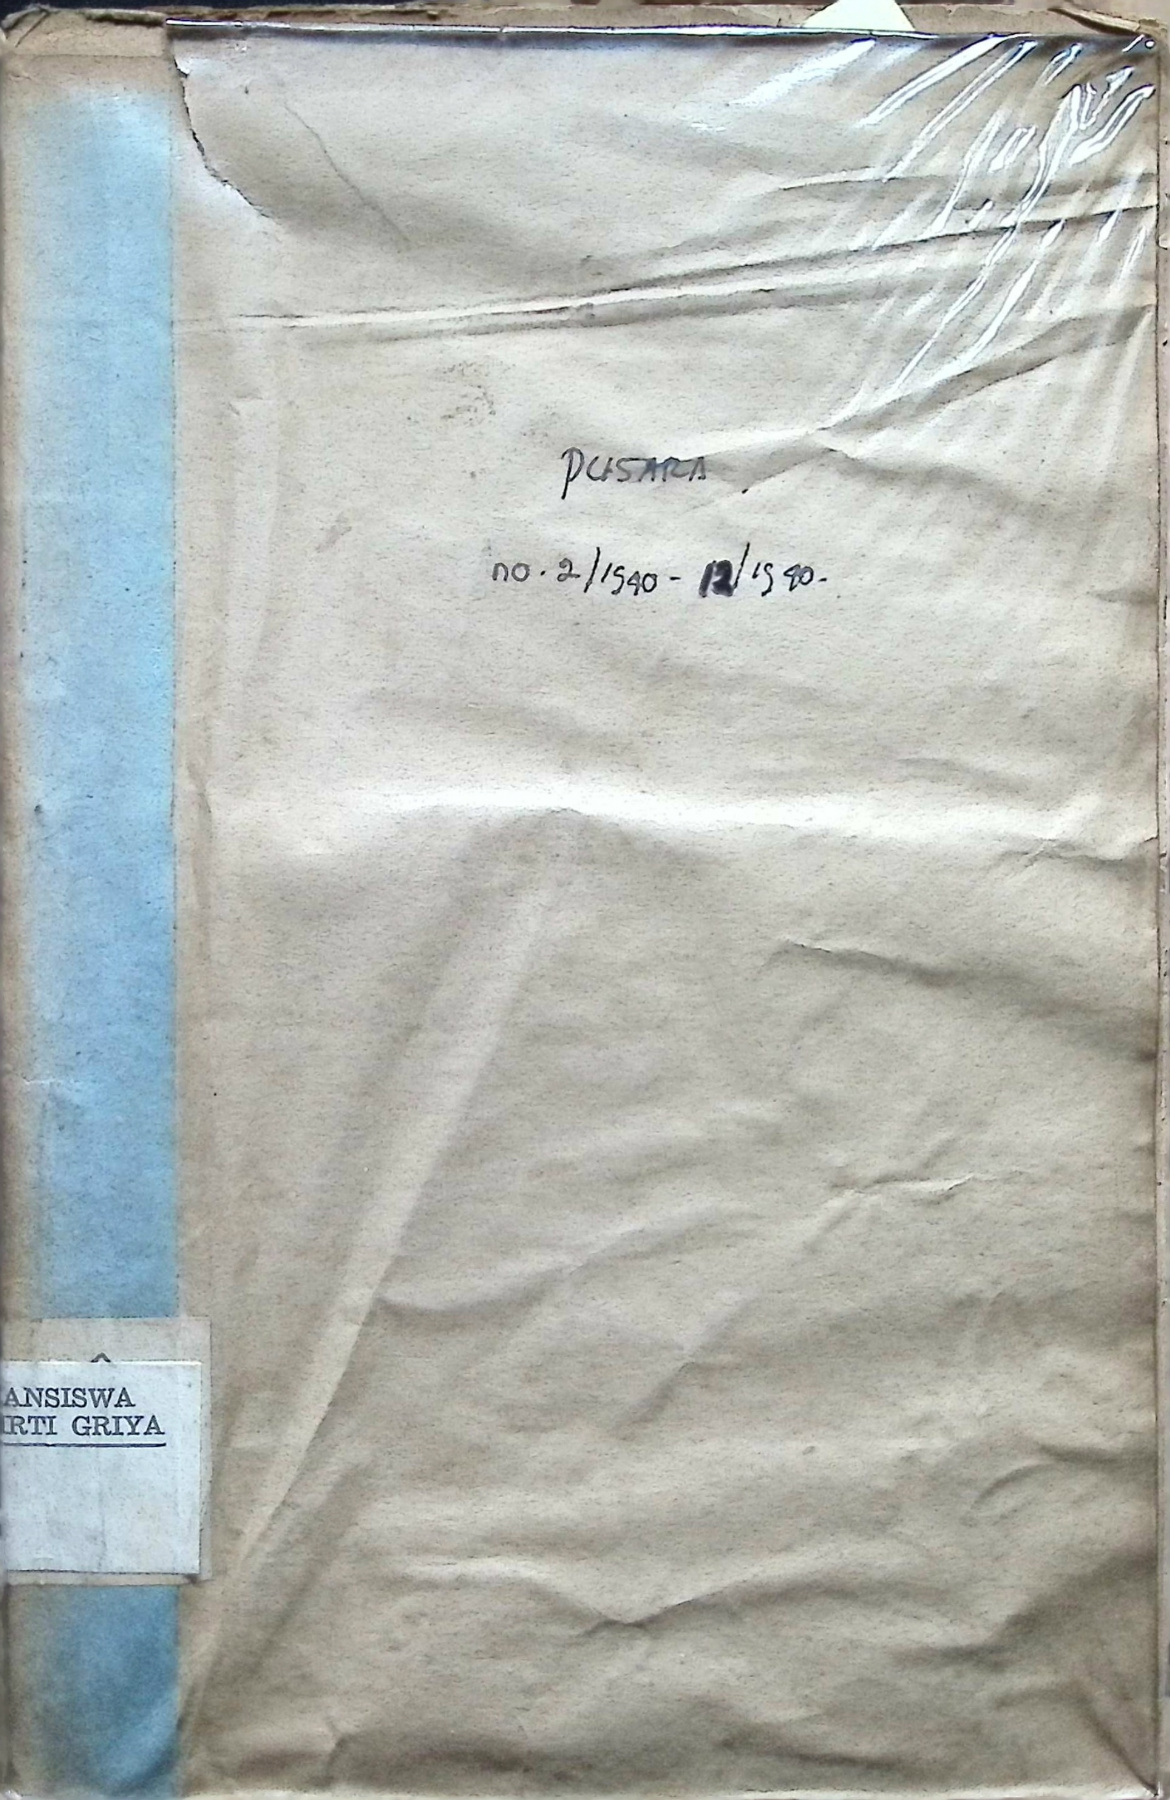 PUSARA
no. 2/1940 - 12/1940.
ANSISWA
IRTI GRIYA